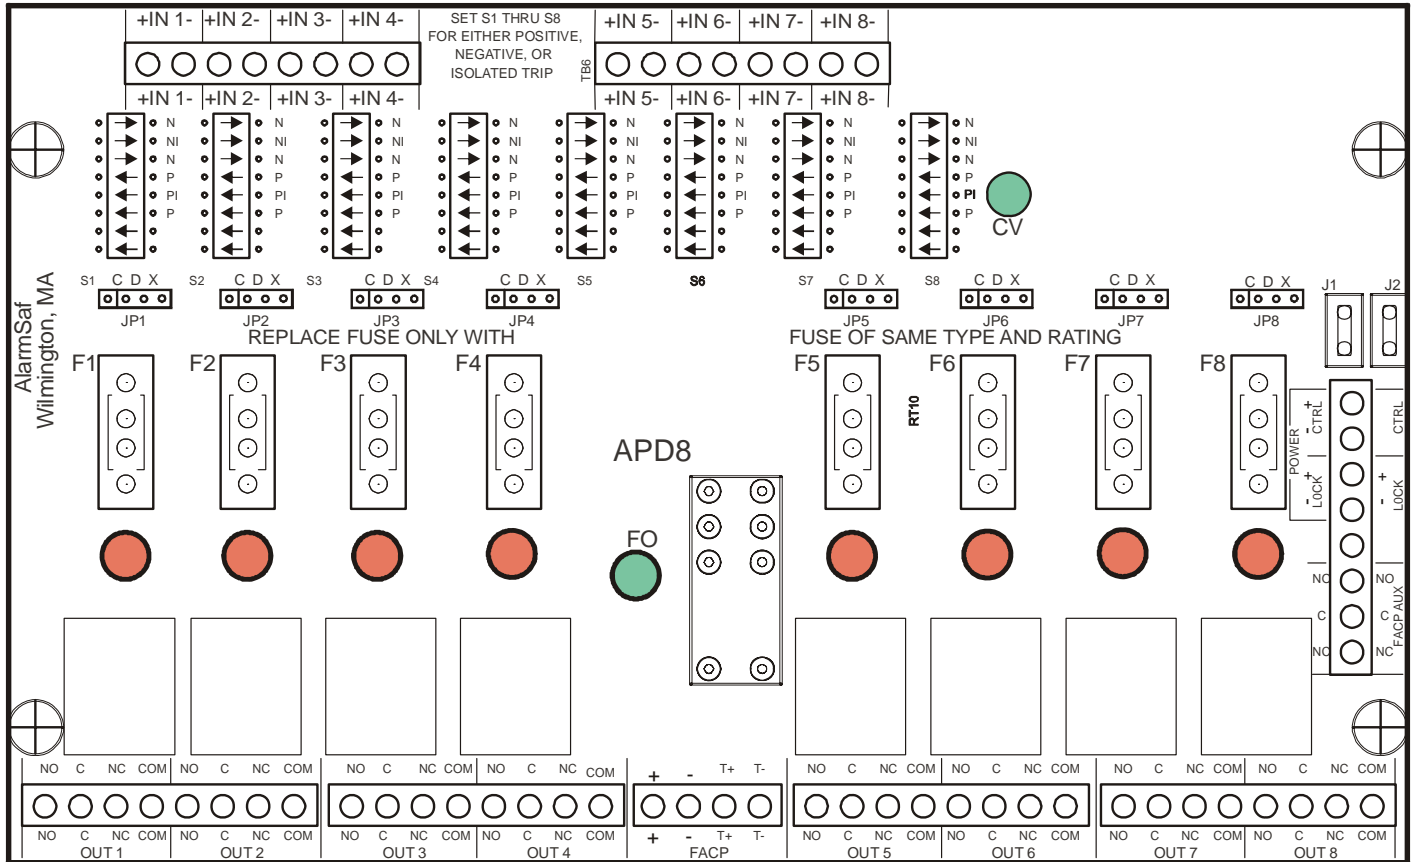 +IN 1- +IN 2- +IN 3- +IN 4-
SET S1 THRU S8
FOR EITHER POSITIVE,
NEGATIVE, OR
ISOLATED TRIP
+IN 5- +IN 6- +IN 7- +IN 8-
TB6
+IN 1- +IN 2- +IN 3- +IN 4-
+IN 5- +IN 6- +IN 7- +IN 8-
N N N N N N N
NI NI NI NI NI NI NI
N N N N N N N
P P P P P P P
PI PI PI PI PI PI PI
P P P P P P P
CV
S1 C D X S2 C D X S3 C D X S4 C D X S5 S6 S7 C D X S8 C D X C D X C D X J1 J2
JP1 JP2 JP3 JP4 JP5 JP6 JP7 JP8
REPLACE FUSE ONLY WITH FUSE OF SAME TYPE AND RATING
AlarmSaf
Wilmington, MA
F1 F2 F3 F4 F5 F6 F7 F8
RT10
APD8
FO
POWER
- +
CTRL
- +
LOCK
CTRL
- +
LOCK
NC NO
C C
NC NC
FACP AUX
NO C NC COM NO C NC COM NO C NC COM NO C NC COM + - T+ T- NO C NC COM NO C NC COM NO C NC COM NO C NC COM
NO C NC COM NO C NC COM NO C NC COM NO C NC COM + - T+ T- NO C NC COM NO C NC COM NO C NC COM NO C NC COM
OUT 1 OUT 2 OUT 3 OUT 4 FACP OUT 5 OUT 6 OUT 7 OUT 8